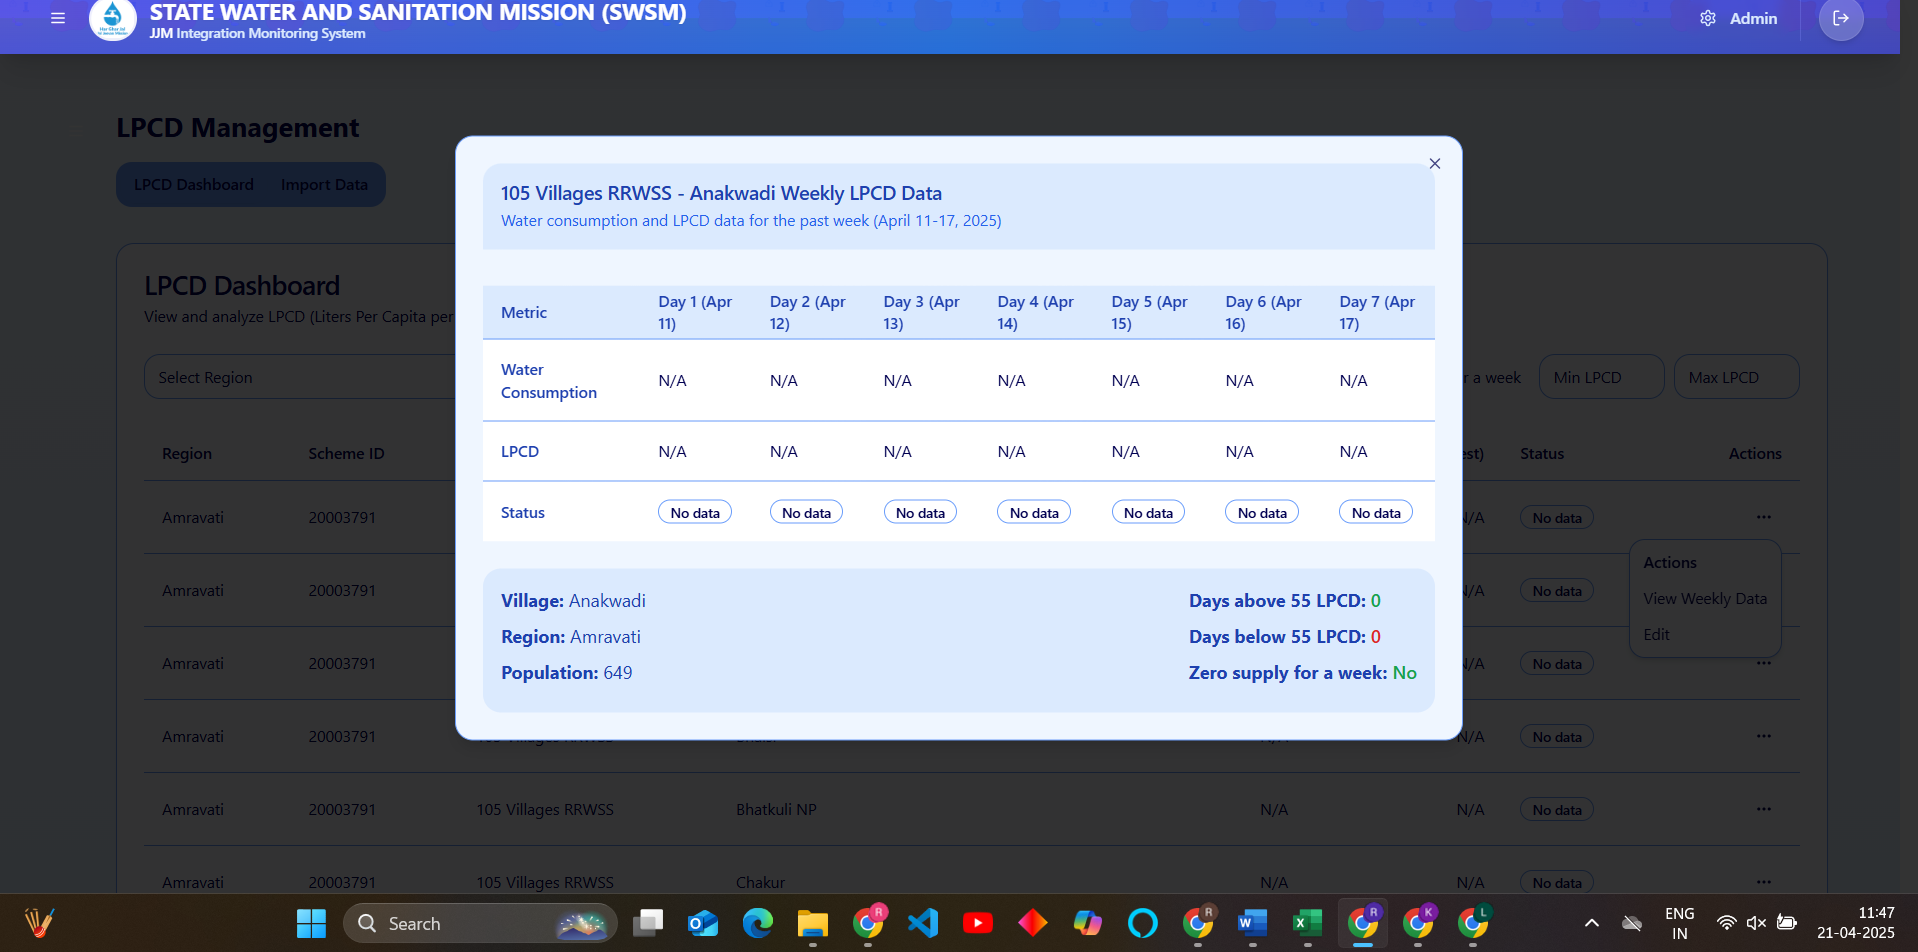 STATE WATER AND SANITATION MISSION (SWSM)
JJM Integration Monitoring System
Admin
LPCD Management
LPCD Dashboard
Import Data
LPCD Dashboard
View and analyze LPCD (Liters Per Capita per
Select Region
r a week
Min LPCD
Max LPCD
Region
Scheme ID
est)
Status
Actions
Amravati
20003791
/A
No data
Amravati
20003791
/A
No data
Amravati
20003791
/A
No data
Amravati
20003791
N/A
No data
Amravati
20003791
105 Villages RRWSS
Bhatkuli NP
N/A
N/A
No data
Amravati
20003791
105 Villages RRWSS
Chakur
N/A
N/A
No data
Actions
View Weekly Data
Edit
105 Villages RRWSS - Anakwadi Weekly LPCD Data
Water consumption and LPCD data for the past week (April 11-17, 2025)
Metric
Day 1 (Apr
11)
Day 2 (Apr
12)
Day 3 (Apr
13)
Day 4 (Apr
14)
Day 5 (Apr
15)
Day 6 (Apr
16)
Day 7 (Apr
17)
Water
Consumption
N/A
N/A
N/A
N/A
N/A
N/A
N/A
LPCD
N/A
N/A
N/A
N/A
N/A
N/A
N/A
Status
No data
No data
No data
No data
No data
No data
No data
Village: Anakwadi
Region: Amravati
Population: 649
Days above 55 LPCD: 0
Days below 55 LPCD: 0
Zero supply for a week: No
Search
ENG
IN
11:47
21-04-2025